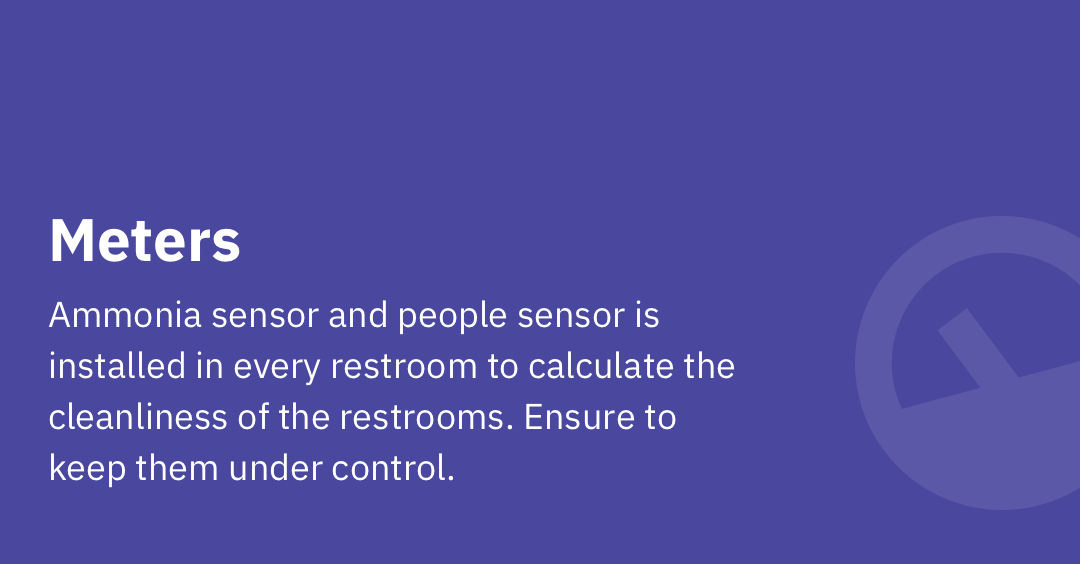 Meters
Ammonia sensor and people sensor is
installed in every restroom to calculate the
cleanliness of the restrooms. Ensure to
keep them under control.